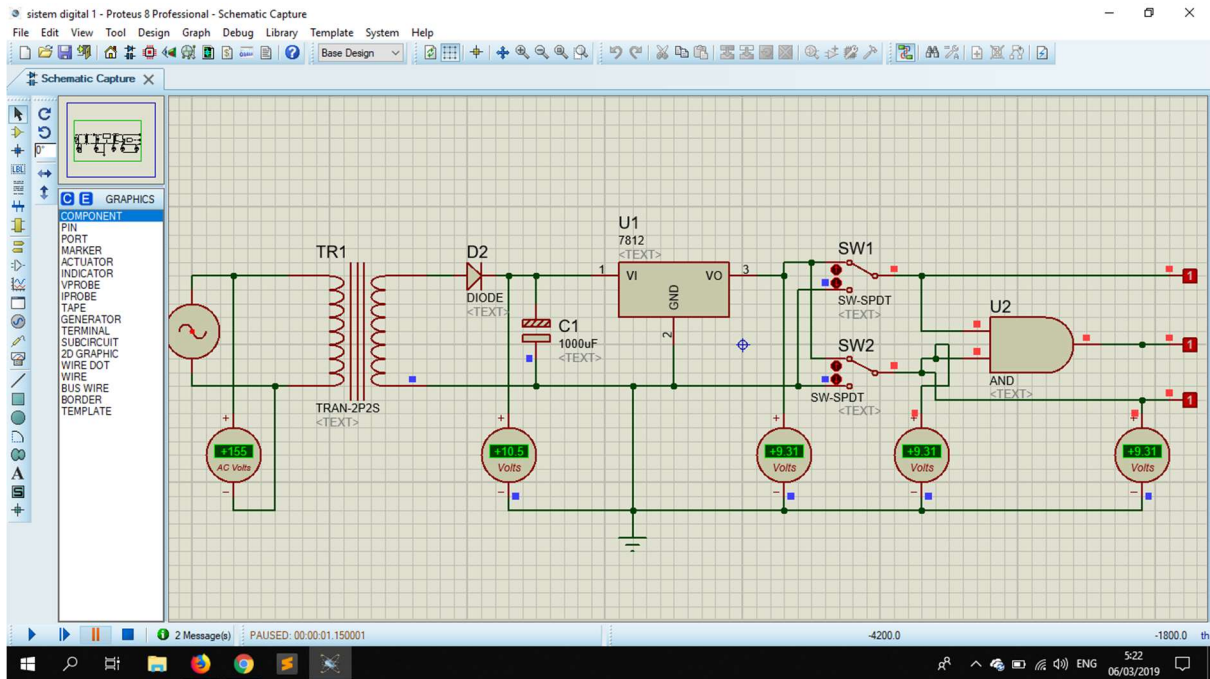 sistem digital 1 - Proteus 8 Professional - Schematic Capture
File Edit View Tool Design Graph Debug Library Template System Help
Base Design
Schematic Capture
0°
LBL
C E GRAPHICS
COMPONENT
PIN
PORT
MARKER
ACTUATOR
INDICATOR
VPROBE
IPROBE
TAPE
GENERATOR
TERMINAL
SUBCIRCUIT
2D GRAPHIC
WIRE DOT
WIRE
BUS WIRE
BORDER
TEMPLATE
A
S
TR1
TRAN-2P2S
<TEXT>
D2
DIODE
<TEXT>
C1
1000uF
<TEXT>
U1
7812
<TEXT>
1
VI
VO
3
GND
2
SW1
SW-SPDT
<TEXT>
SW2
SW-SPDT
<TEXT>
U2
AND
<TEXT>
1
1
1
+155
AC Volts
+10.5
Volts
+9.31
Volts
+9.31
Volts
+9.31
Volts
2 Message(s)
PAUSED: 00:00:01.150001
-4200.0
-1800.0
th
ENG
5:22
06/03/2019